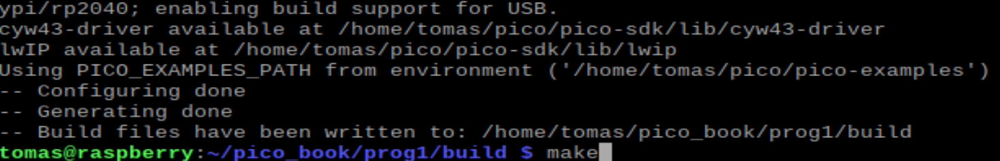 ypi/rp2040; enabling build support for USB.
cyw43-driver available at /home/tomas/pico/pico-sdk/lib/cyw43-driver
lwIP available at /home/tomas/pico/pico-sdk/lib/lwip
Using PICO_EXAMPLES_PATH from environment ('/home/tomas/pico/pico-examples')
-- Configuring done
-- Generating done
-- Build files have been written to: /home/tomas/pico_book/prog1/build
tomas@raspberry:~/pico_book/prog1/build $ make